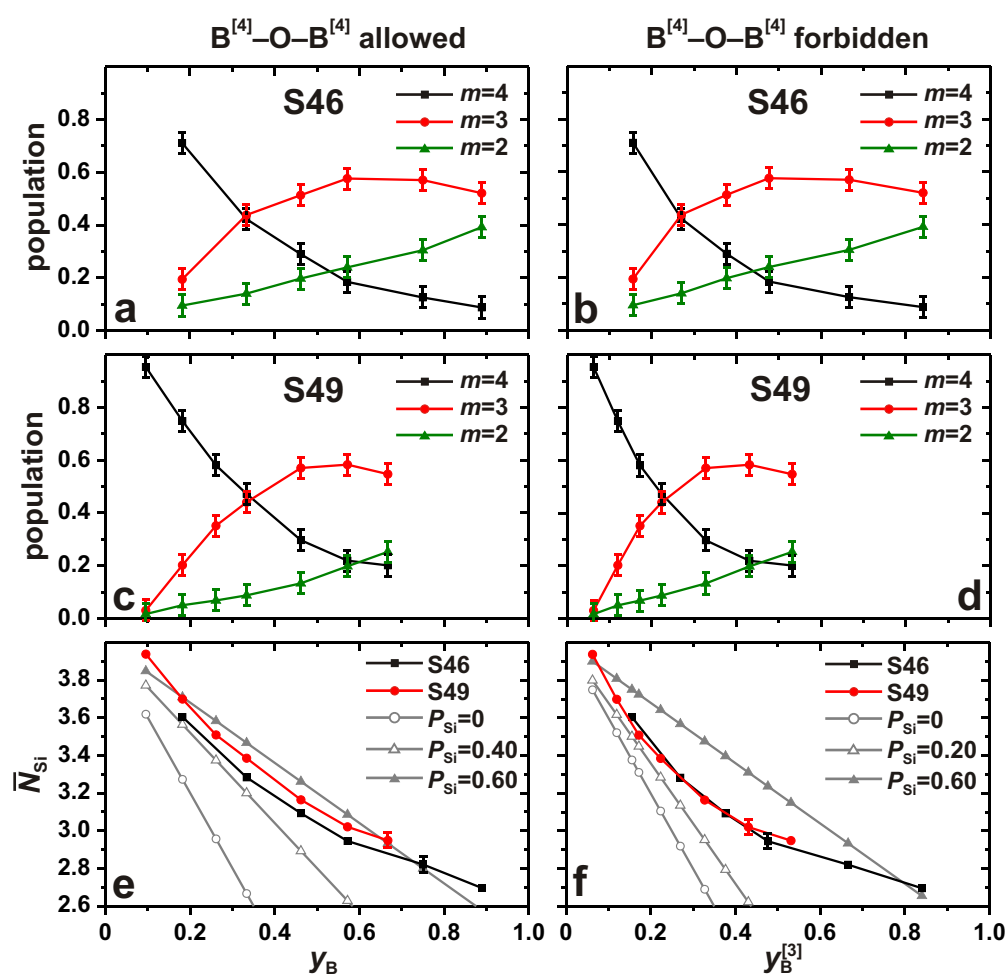 B[4]–O–B[4] allowed
B[4]–O–B[4] forbidden
S46
m=4
m=3
m=2
a
population
0.8
0.6
0.4
0.2
0.0
S46
m=4
m=3
m=2
b
S49
m=4
m=3
m=2
c
population
0.8
0.6
0.4
0.2
0.0
S49
m=4
m=3
m=2
d
S46
S49
PSi=0
PSi=0.40
PSi=0.60
e
N̅Si
3.8
3.6
3.4
3.2
3.0
2.8
2.6
0 0.2 0.4 0.6 0.8 1.0
yB
S46
S49
PSi=0
PSi=0.20
PSi=0.60
f
0.0 0.2 0.4 0.6 0.8 1.0
yB[3]